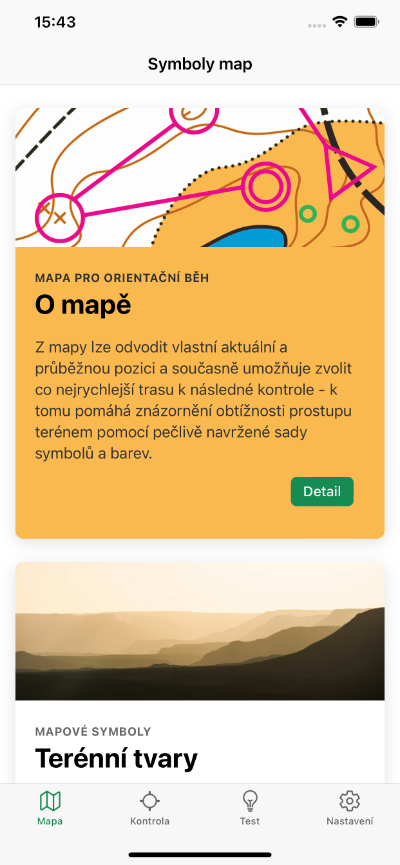 15:43
Symboly map
MAPA PRO ORIENTAČNÍ BĚH
O mapě
Z mapy lze odvodit vlastní aktuální a
průběžnou pozici a současně umožňuje zvolit
co nejrychlejší trasu k následné kontrole - k
tomu pomáhá znázornění obtížnosti prostupu
terénem pomocí pečlivě navržené sady
symbolů a barev.
Detail
MAPOVÉ SYMBOLY
Terénní tvary
Mapa
Kontrola
Test
Nastavení